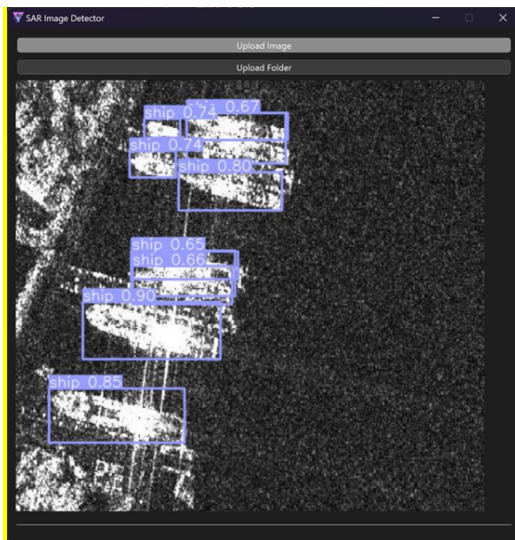 SAR Image Detector
Upload Image
Upload Folder
0.67
ship 0.74
ship 0.74
ship 0.80
ship 0.65
ship 0.66
ship 0.90
ship 0.85